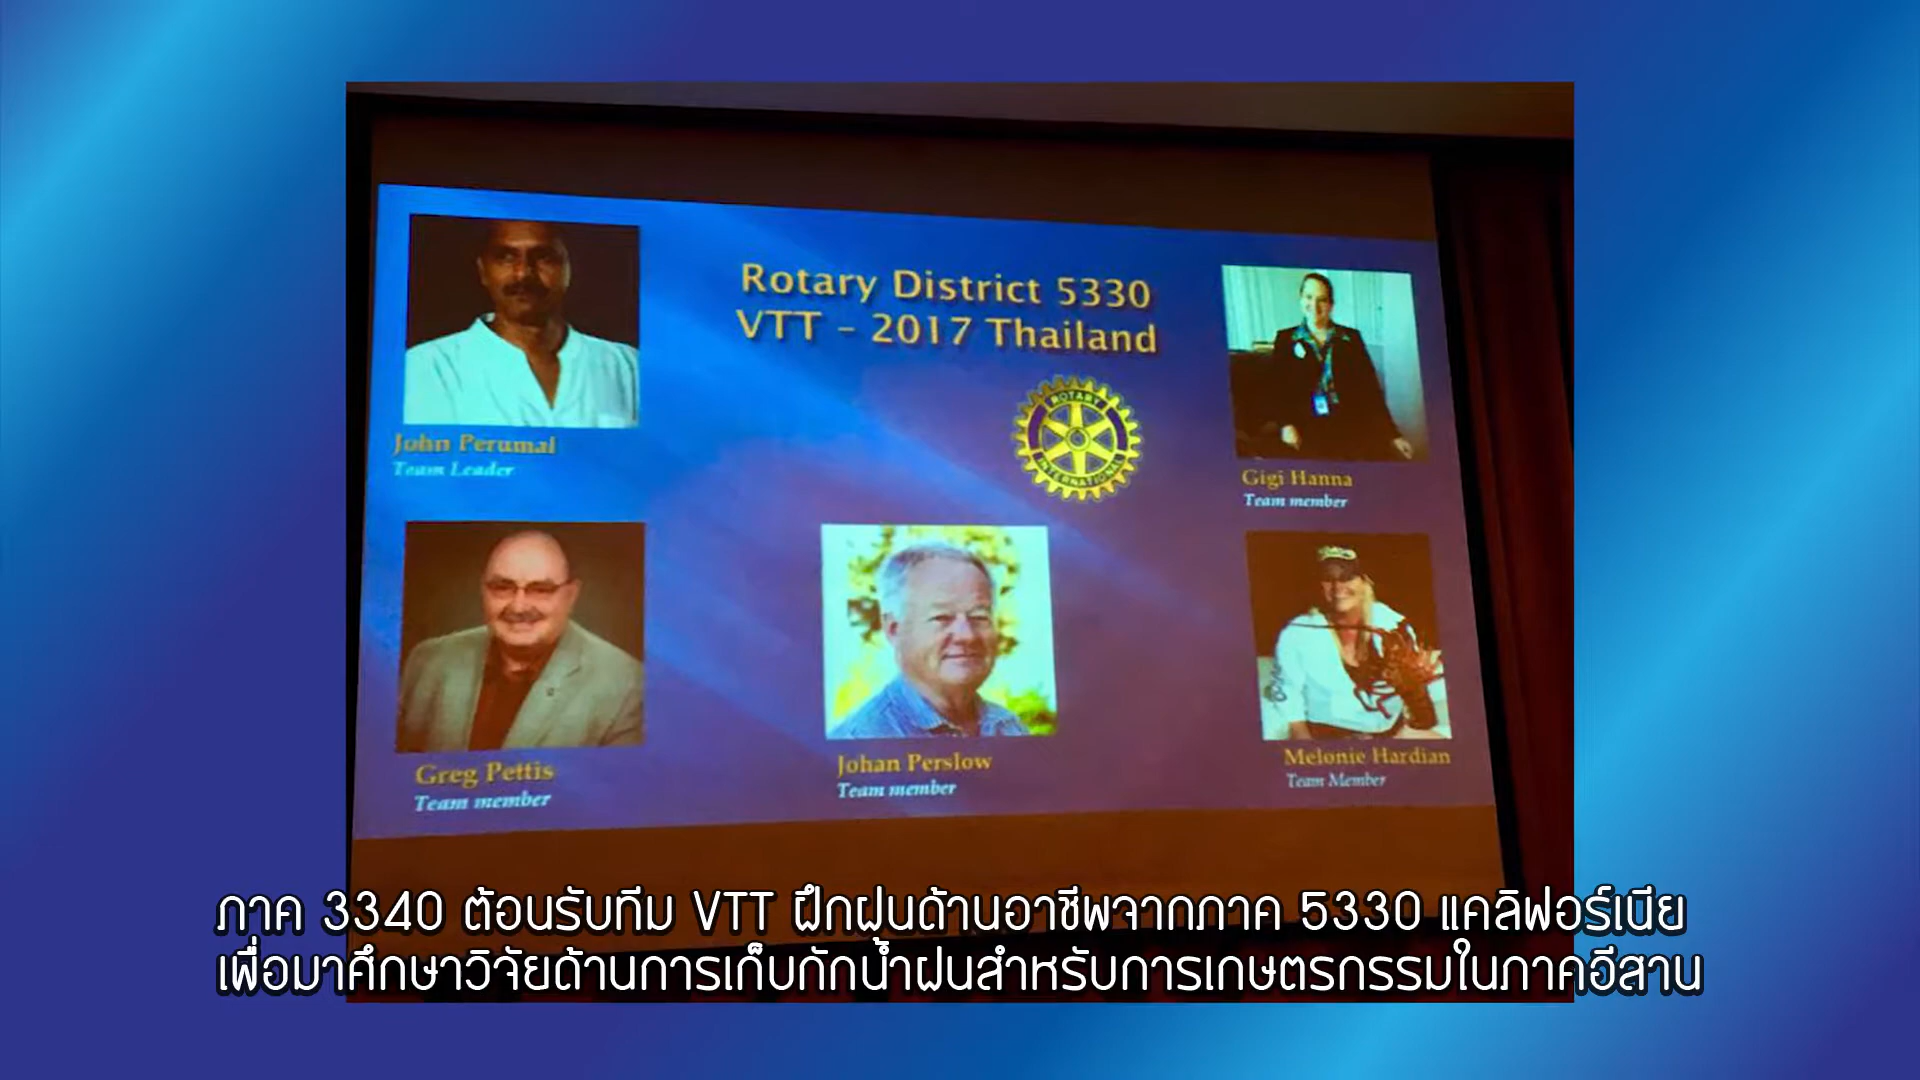 Rotary District 5330
VTT – 2017 Thailand
ROTARY
INTERNATIONAL
John Perumal
Team Leader
Gigi Hanna
Team member
Greg Pettis
Team member
Johan Perslow
Team member
Melonie Hardian
Team Member
ภาค 3340 ต้อนรับทีม VTT ฝึกฝนด้านอาชีพจากภาค 5330 แคลิฟอร์เนีย
เพื่อมาศึกษาวิจัยด้านการเก็บกักน้ำฝนสำหรับการเกษตรกรรมในภาคอีสาน